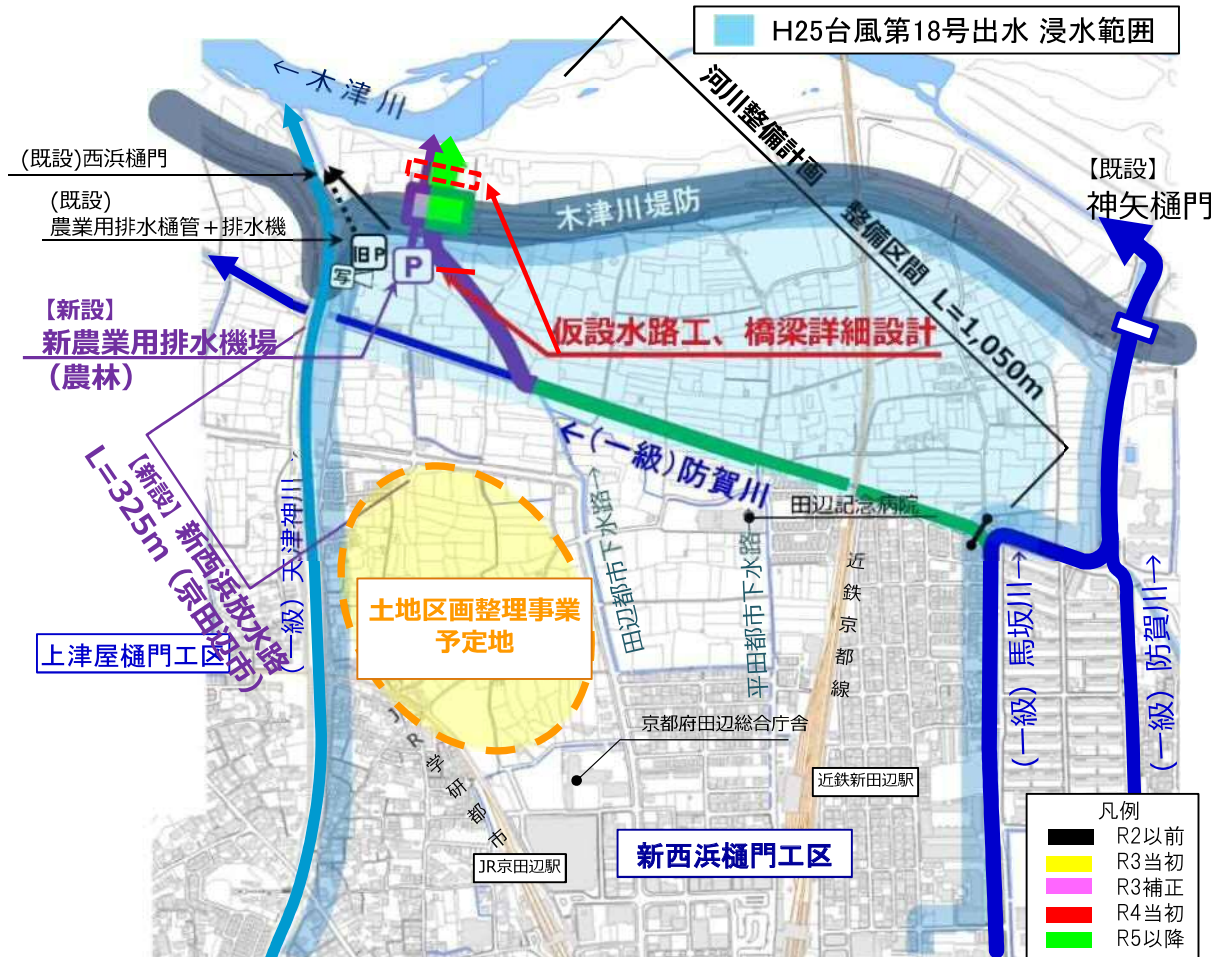 H25台風第18号出水 浸水範囲
←木津川
河川整備計画
整備区間 L=1,050m
(既設)西浜樋門
(既設)
農業用排水樋管＋排水機
【既設】
神矢樋門
木津川堤防
旧P
P
写
【新設】
新農業用排水機場
(農林)
仮設水路工、橋梁詳細設計
【新設】新西浜放水路
L=325m (京田辺市)
(一級) 天津神川
←(一級)防賀川
田辺都市下水路→
平田都市下水路
田辺記念病院
近鉄京都線
土地区画整理事業
予定地
上津屋樋門工区
(一級) 馬坂川→
(一級) 防賀川→
京都府田辺総合庁舎
JR学研都市
近鉄新田辺駅
新西浜樋門工区
JR京田辺駅
凡例
R2以前
R3当初
R3補正
R4当初
R5以降